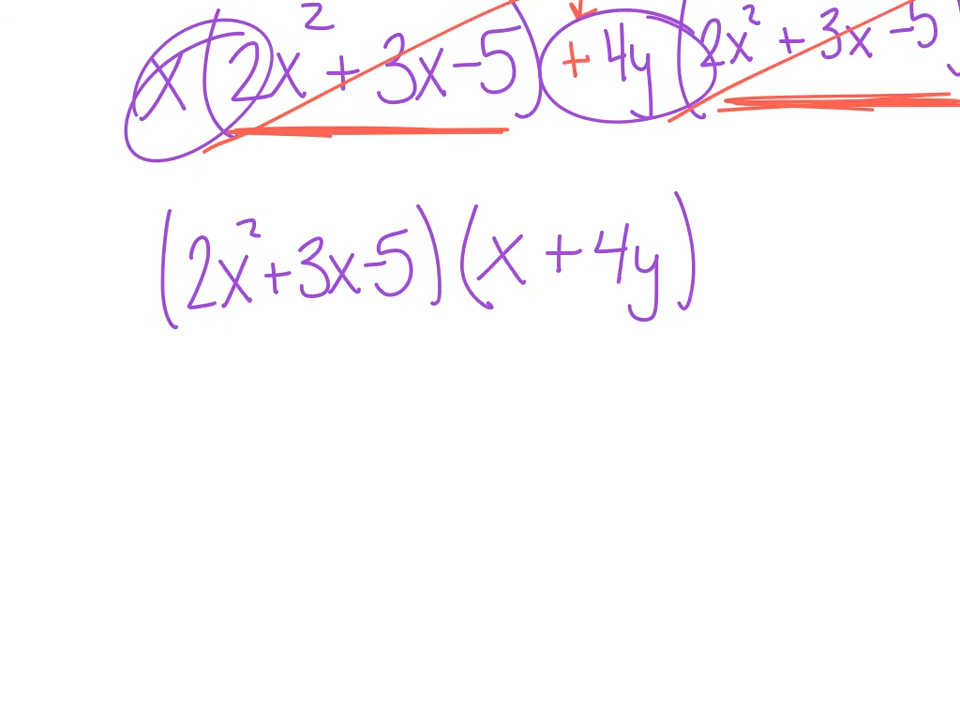 x(2x² + 3x - 5) + 4y(2x² + 3x - 5)
(2x² + 3x - 5)(x + 4y)